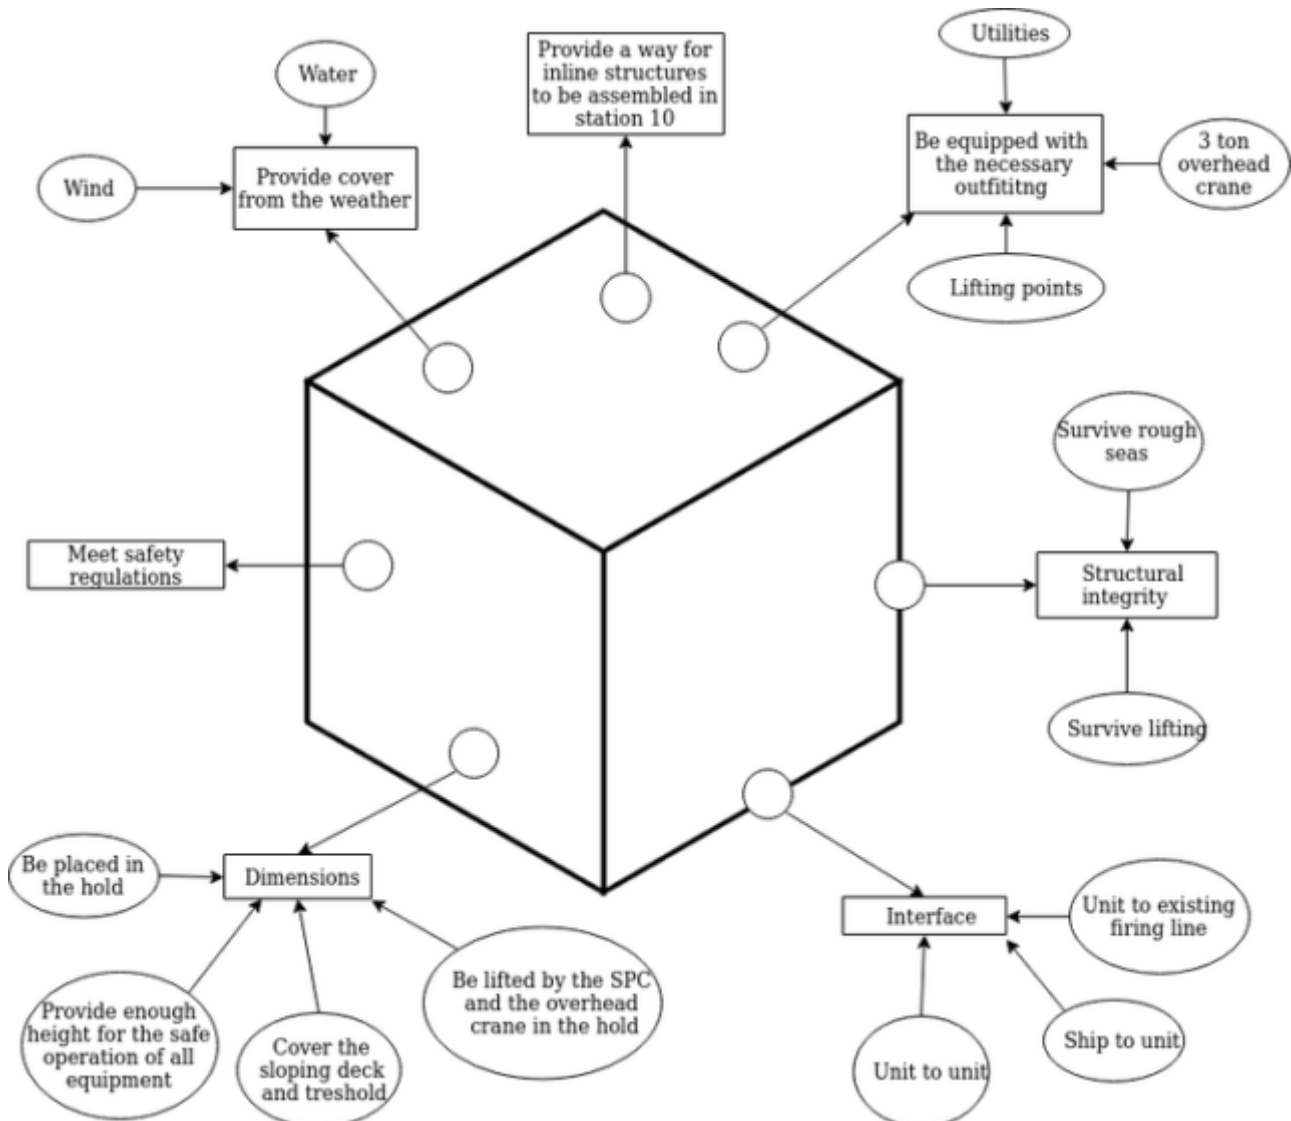 Utilities
Water
Provide a way for
inline structures
to be assembled in
station 10
Be equipped with
the necessary
outfititng
3 ton
overhead
crane
Wind
Provide cover
from the weather
Lifting points
Survive rough
seas
Meet safety
regulations
Structural
integrity
Survive lifting
Be placed in
the hold
Dimensions
Interface
Unit to existing
firing line
Provide enough
height for the safe
operation of all
equipment
Cover the
sloping deck
and treshold
Be lifted by the SPC
and the overhead
crane in the hold
Unit to unit
Ship to unit